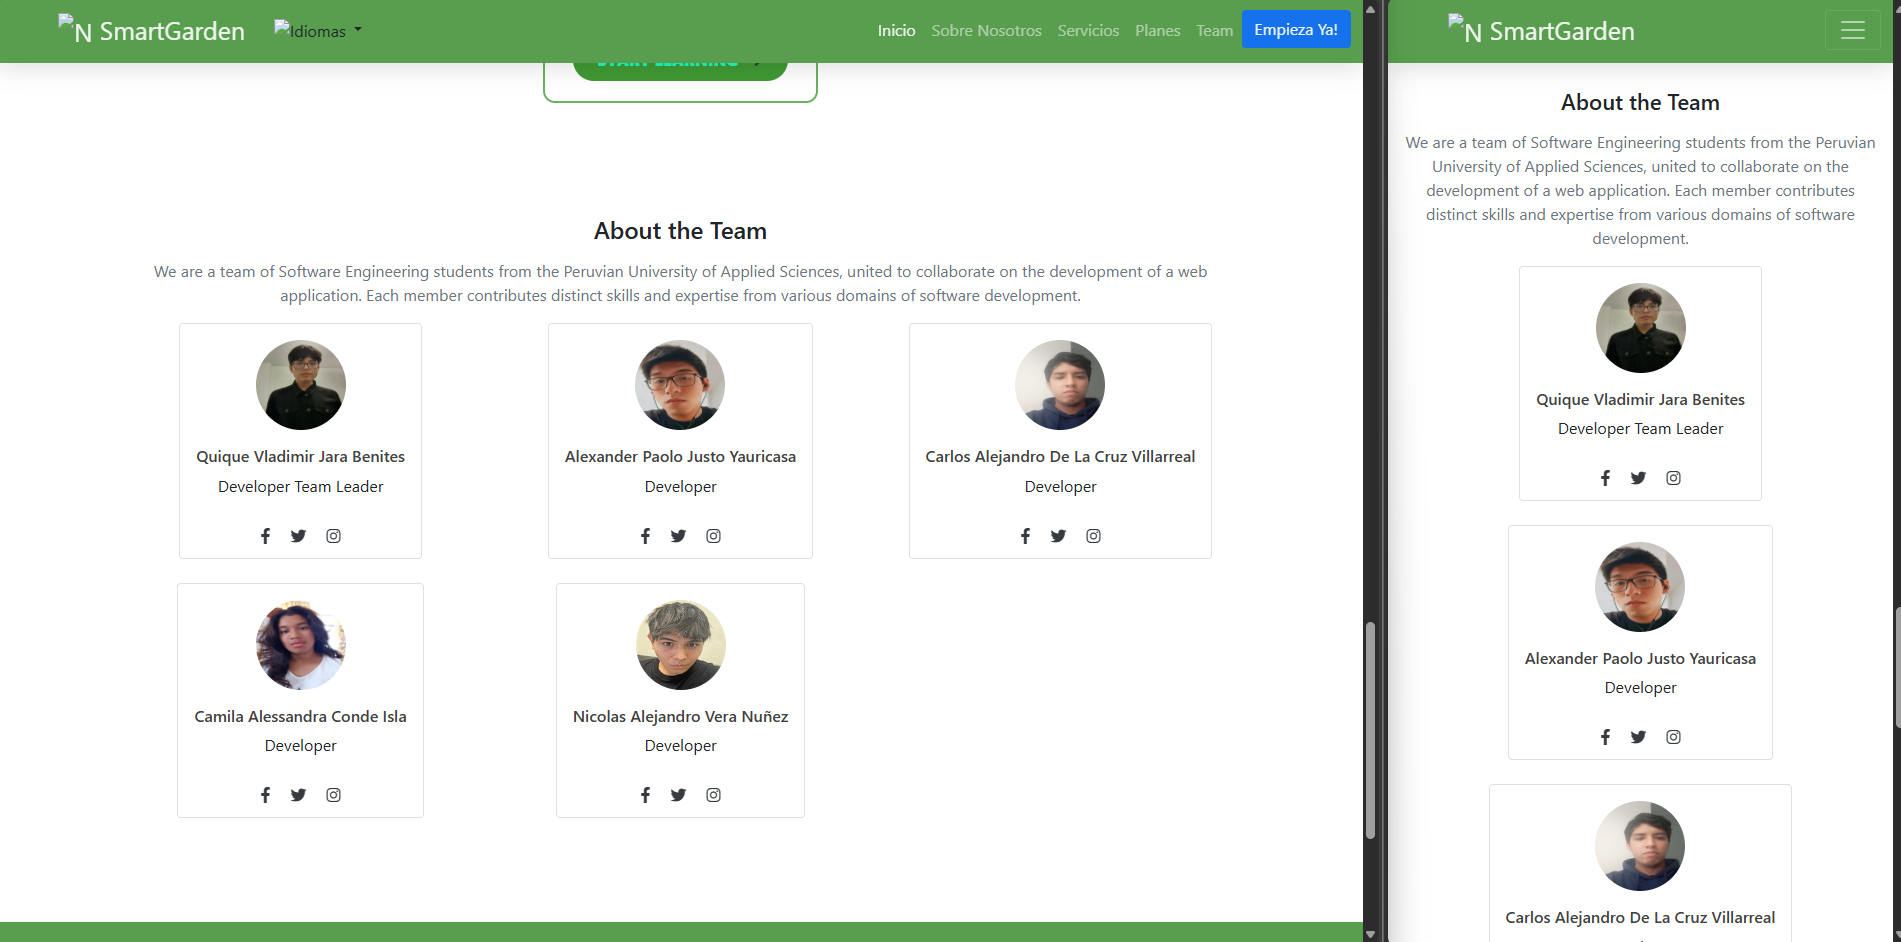 N SmartGarden
Idiomas
Inicio
Sobre Nosotros
Servicios
Planes
Team
Empieza Ya!
START LEARNING
About the Team
We are a team of Software Engineering students from the Peruvian University of Applied Sciences, united to collaborate on the development of a web
application. Each member contributes distinct skills and expertise from various domains of software development.
Quique Vladimir Jara Benites
Developer Team Leader
Alexander Paolo Justo Yauricasa
Developer
Carlos Alejandro De La Cruz Villarreal
Developer
Camila Alessandra Conde Isla
Developer
Nicolas Alejandro Vera Nuñez
Developer
N SmartGarden
About the Team
We are a team of Software Engineering students from the Peruvian
University of Applied Sciences, united to collaborate on the
development of a web application. Each member contributes
distinct skills and expertise from various domains of software
development.
Quique Vladimir Jara Benites
Developer Team Leader
Alexander Paolo Justo Yauricasa
Developer
Carlos Alejandro De La Cruz Villarreal